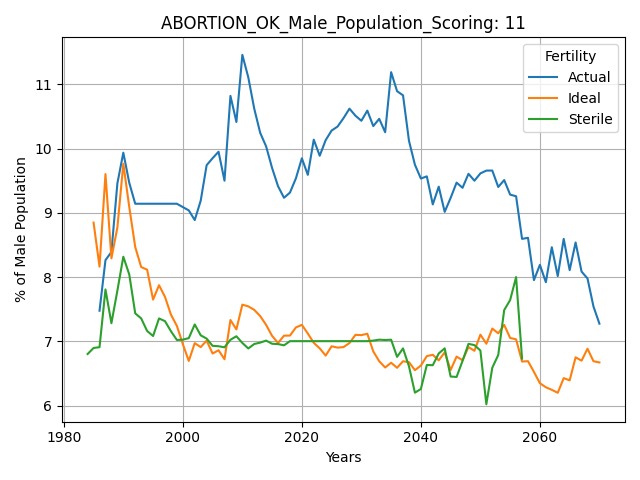 ABORTION_OK_Male_Population_Scoring: 11
Fertility
Actual
Ideal
Sterile
% of Male Population
11
10
9
8
7
6
1980
2000
2020
2040
2060
Years